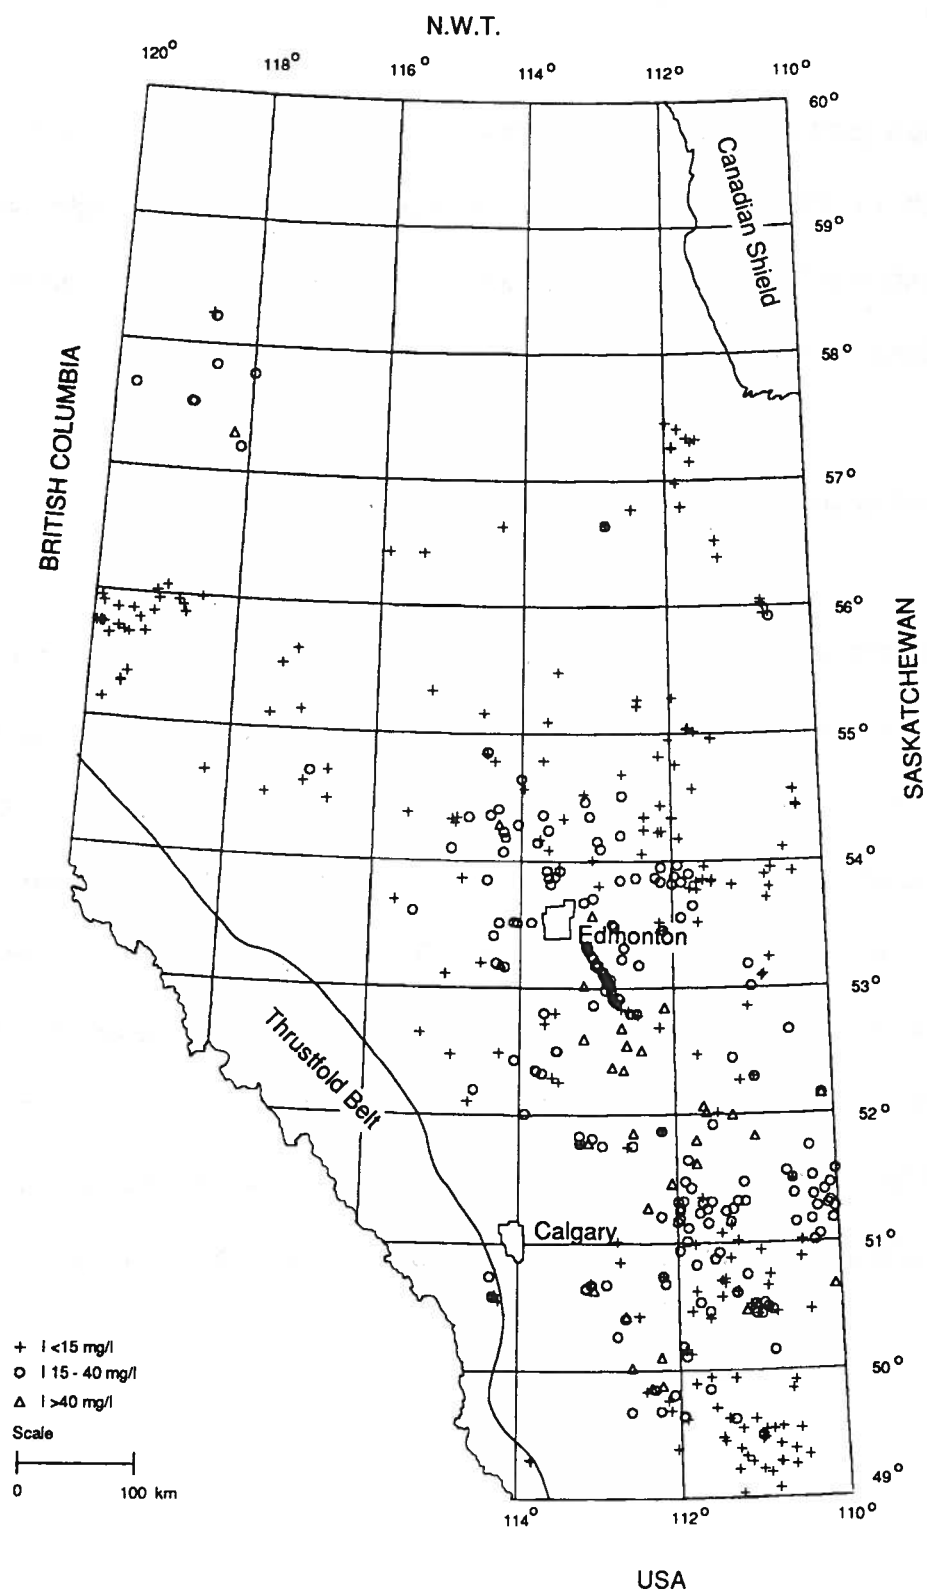 N.W.T.
120° 118° 116° 114° 112° 110°
60°
Canadian Shield
59°
58°
BRITISH COLUMBIA
57°
56°
SASKATCHEWAN
55°
54°
Edmonton
53°
Thrustfold Belt
52°
Calgary
51°
50°
49°
+ I <15 mg/l
○ I 15 - 40 mg/l
△ I >40 mg/l
Scale
0 100 km
114° 112° 110°
USA